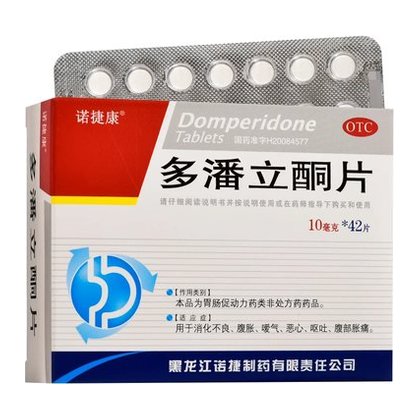 诺捷康®
诺捷康®
Domperidone
Tablets
国药准字H20084577
OTC
多潘立酮片
请仔细阅读说明书并按说明使用或在药师指导下购买和使用
10毫克*42片
多潘立酮片
【作用类别】
本品为胃肠促动力药类非处方药药品。
【适应症】
用于消化不良、腹胀、嗳气、恶心、呕吐、腹部胀痛。
黑龙江诺捷制药有限责任公司